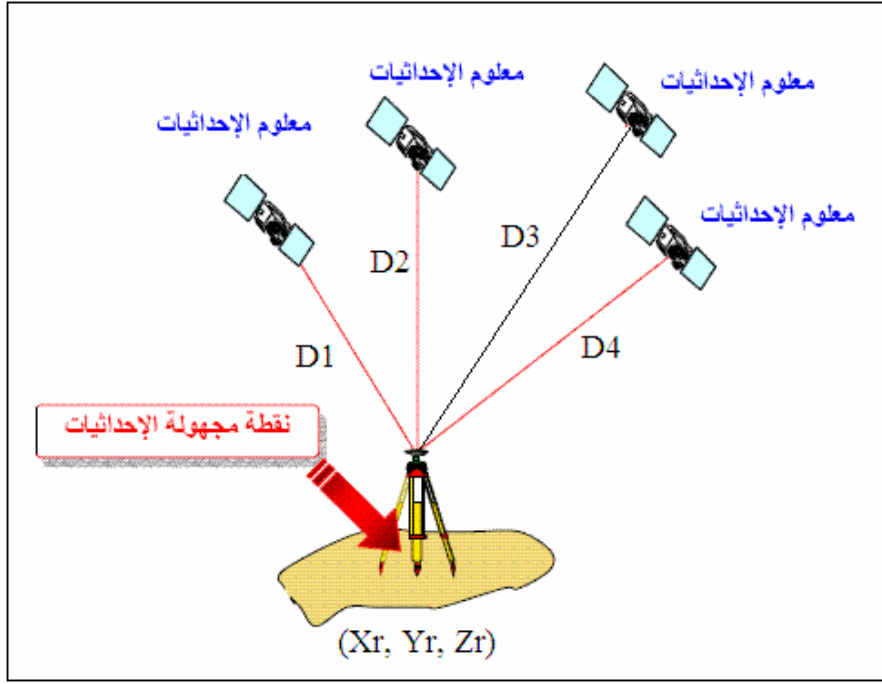 معلوم الإحداثيات
معلوم الإحداثيات
معلوم الإحداثيات
معلوم الإحداثيات
D3
D2
D1
D4
نقطة مجهولة الإحداثيات
(Xr, Yr, Zr)